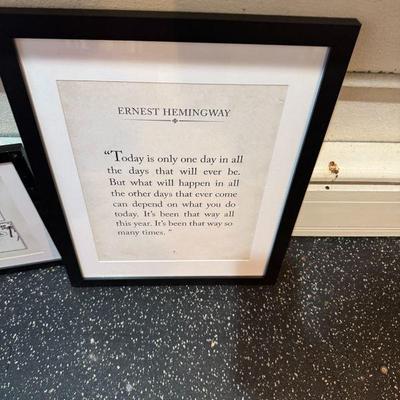 ERNEST HEMINGWAY
“Today is only one day in all
the days that will ever be.
But what will happen in all
the other days that ever come
can depend on what you do
today. It's been that way all
this year. It's been that way so
many times. ”